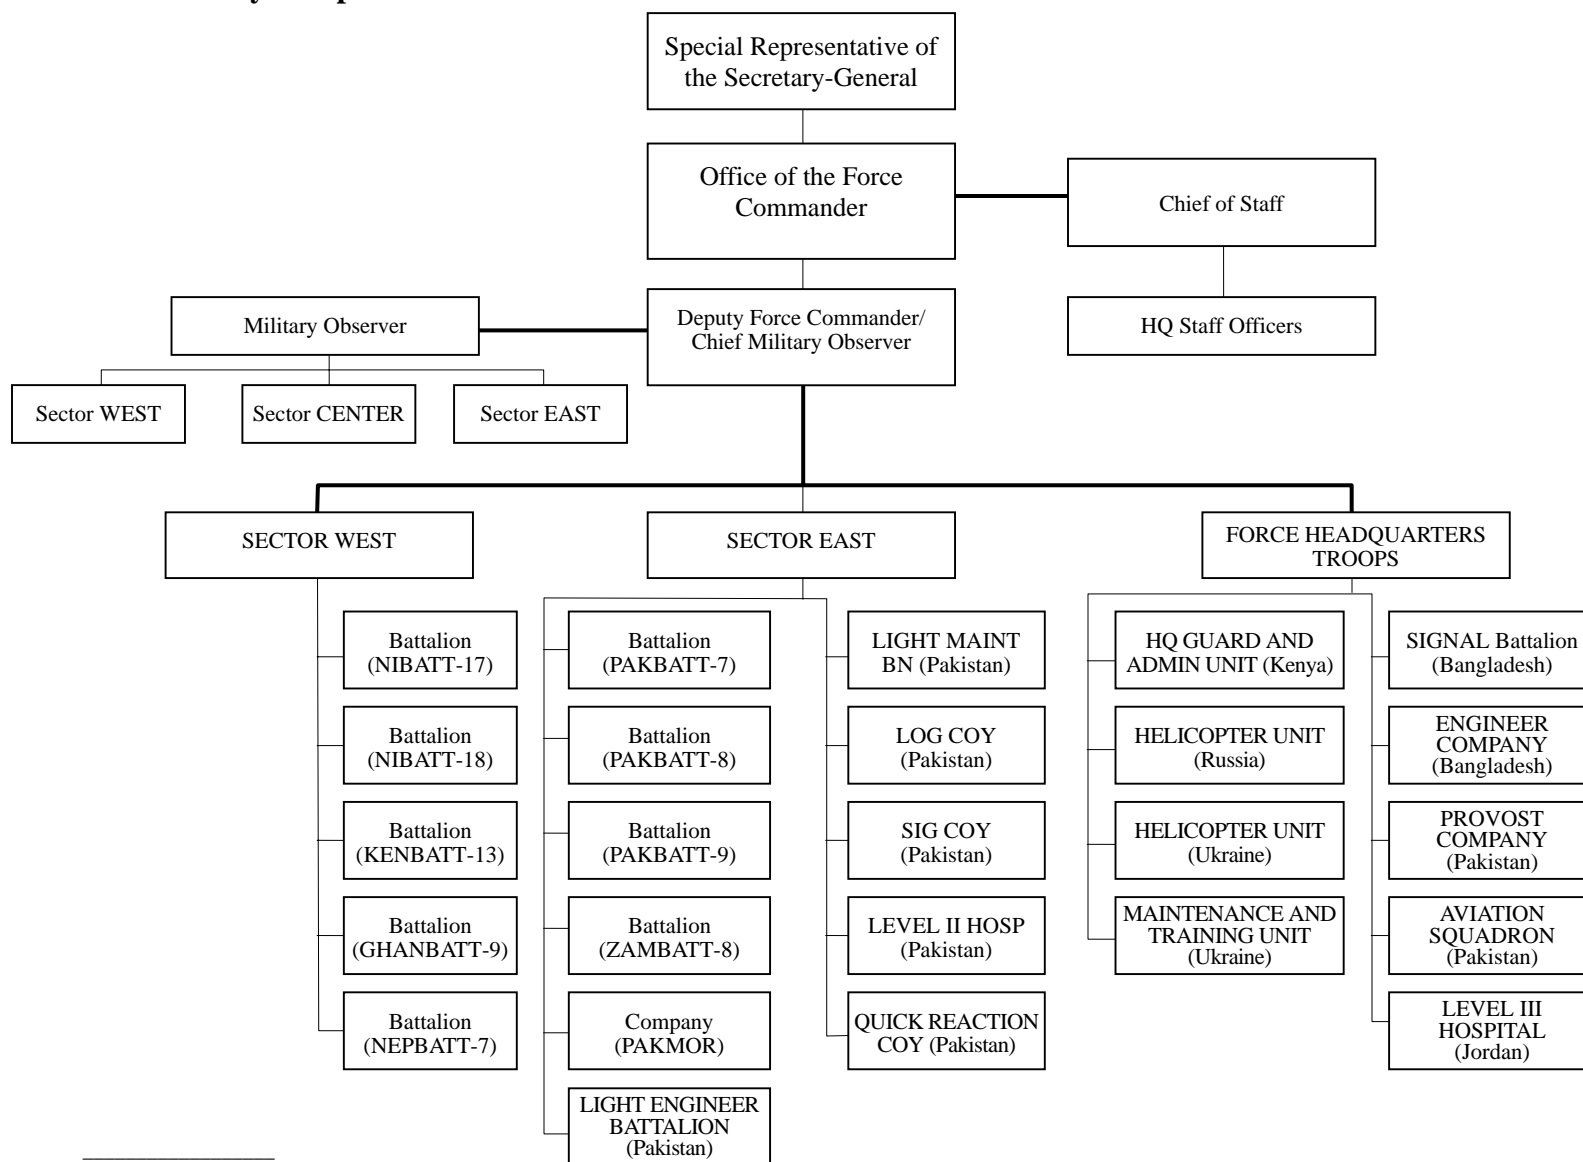 Special Representative of
the Secretary-General
Office of the Force
Commander
Chief of Staff
Military Observer
Deputy Force Commander/
Chief Military Observer
HQ Staff Officers
Sector WEST
Sector CENTER
Sector EAST
SECTOR WEST
SECTOR EAST
FORCE HEADQUARTERS
TROOPS
Battalion
(NIBATT-17)
Battalion
(NIBATT-18)
Battalion
(KENBATT-13)
Battalion
(GHANBATT-9)
Battalion
(NEPBATT-7)
Battalion
(PAKBATT-7)
Battalion
(PAKBATT-8)
Battalion
(PAKBATT-9)
Battalion
(ZAMBATT-8)
Company
(PAKMOR)
LIGHT ENGINEER
BATTALION
(Pakistan)
LIGHT MAINT
BN (Pakistan)
LOG COY
(Pakistan)
SIG COY
(Pakistan)
LEVEL II HOSP
(Pakistan)
QUICK REACTION
COY (Pakistan)
HQ GUARD AND
ADMIN UNIT (Kenya)
HELICOPTER UNIT
(Russia)
HELICOPTER UNIT
(Ukraine)
MAINTENANCE AND
TRAINING UNIT
(Ukraine)
SIGNAL Battalion
(Bangladesh)
ENGINEER
COMPANY
(Bangladesh)
PROVOST
COMPANY
(Pakistan)
AVIATION
SQUADRON
(Pakistan)
LEVEL III
HOSPITAL
(Jordan)